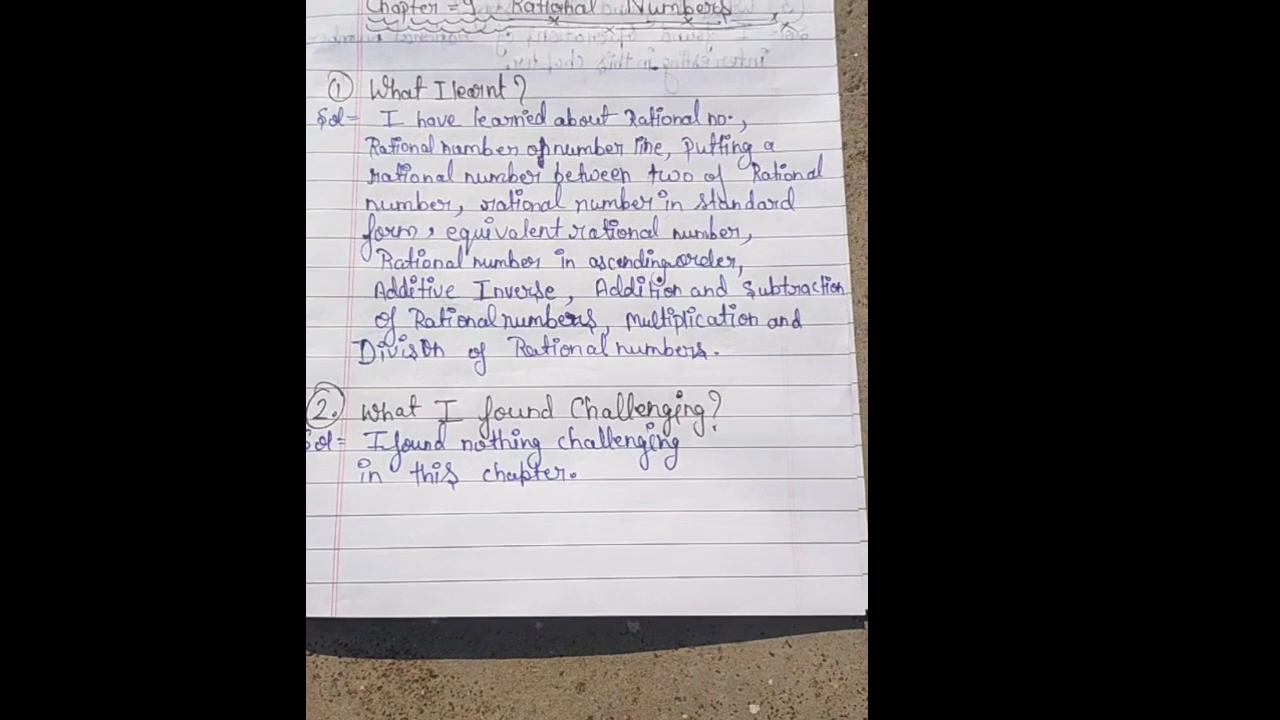 Chapter = 9 Rational Numbers
① What I learnt?
Sol= I have learned about Rational no.,
Rational number of number line, putting a
rational number between two of Rational
number, rational number in standard
form, equivalent rational number,
Rational number in ascending order,
Additive Inverse, Addition and Subtraction
of Rational numbers, Multiplication and
Divison of Rational numbers.
2. What I found Challenging?
Sol= I found nothing challenging
in this chapter.